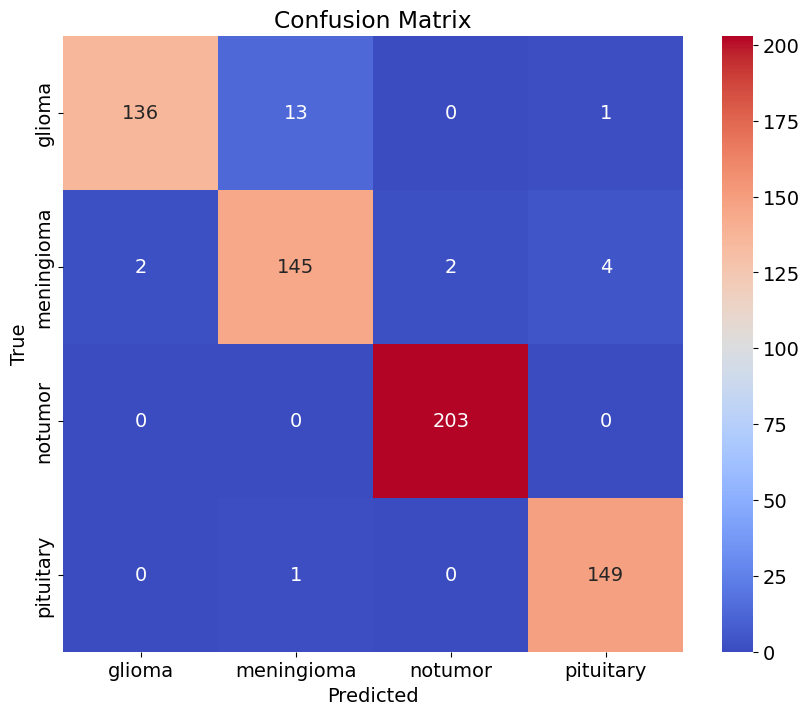 Confusion Matrix
True
glioma
136 13 0 1
meningioma
2 145 2 4
notumor
0 0 203 0
pituitary
0 1 0 149
glioma meningioma notumor pituitary
Predicted
200
175
150
125
100
75
50
25
0